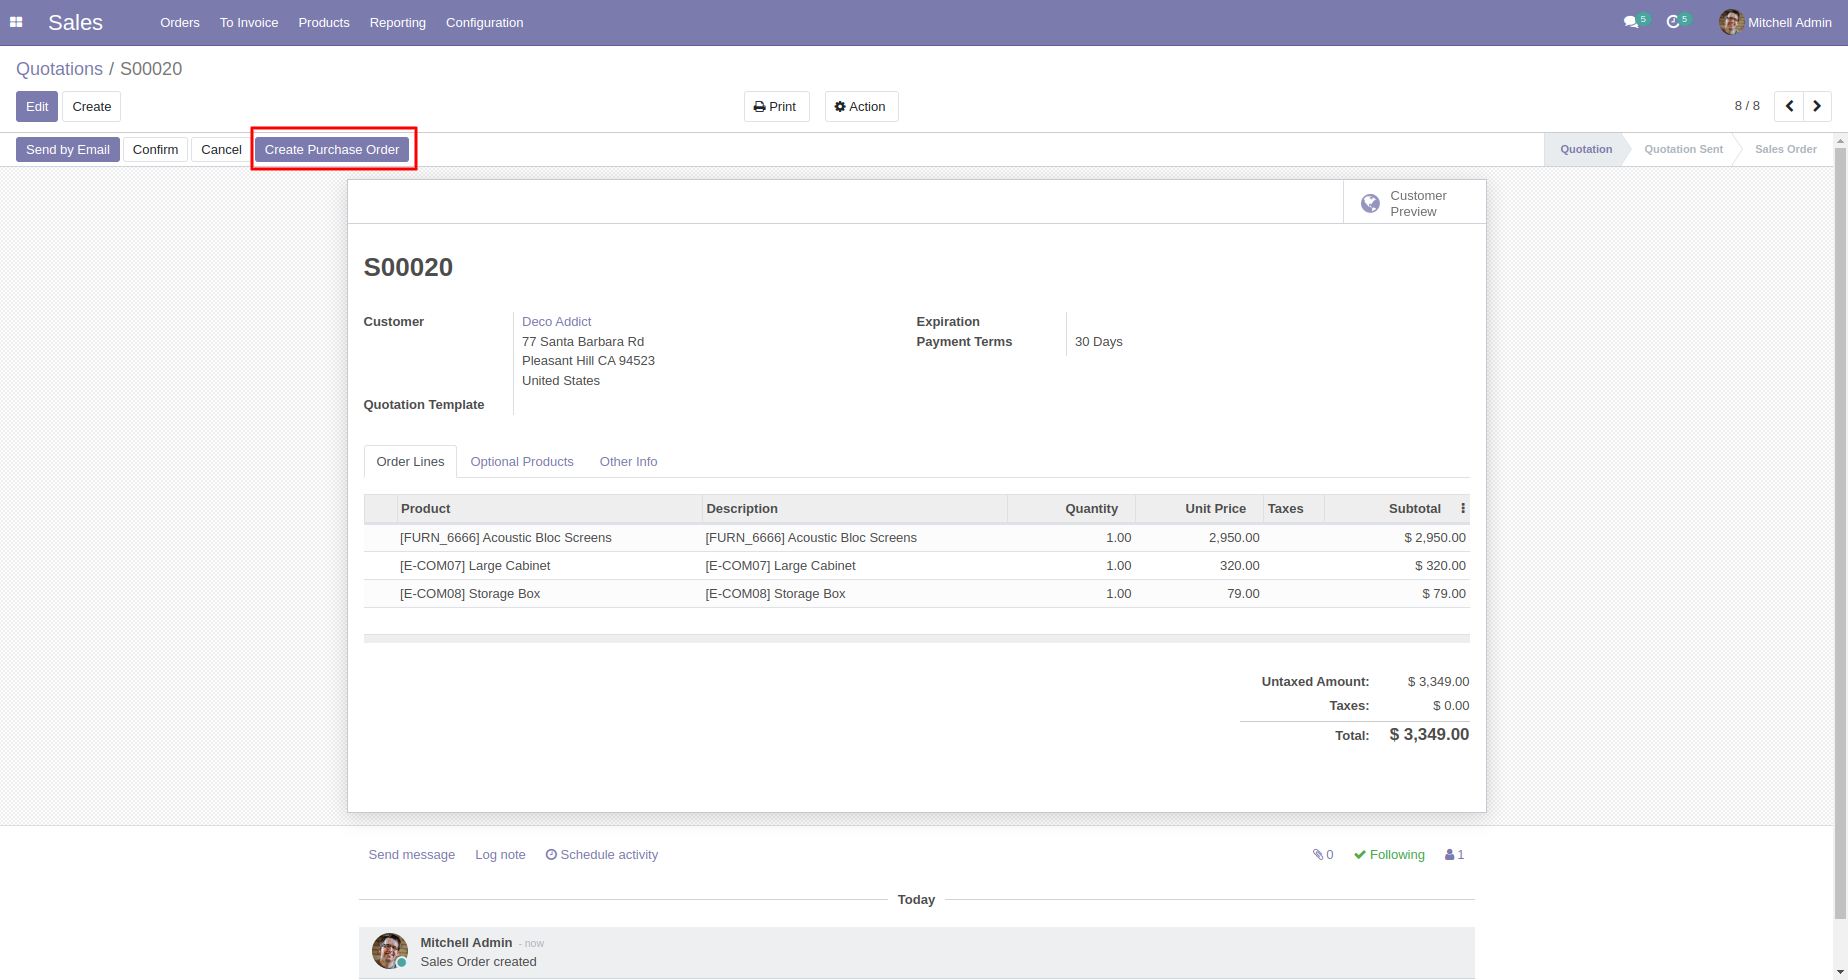 Sales Orders To Invoice Products Reporting Configuration 5 5 Mitchell Admin
Quotations / S00020
Edit Create Print Action 8 / 8
Send by Email Confirm Cancel Create Purchase Order Quotation Quotation Sent Sales Order
Customer
Preview
S00020
Customer Deco Addict Expiration
77 Santa Barbara Rd Payment Terms 30 Days
Pleasant Hill CA 94523
United States
Quotation Template
Order Lines Optional Products Other Info
Product Description Quantity Unit Price Taxes Subtotal
[FURN_6666] Acoustic Bloc Screens [FURN_6666] Acoustic Bloc Screens 1.00 2,950.00 $ 2,950.00
[E-COM07] Large Cabinet [E-COM07] Large Cabinet 1.00 320.00 $ 320.00
[E-COM08] Storage Box [E-COM08] Storage Box 1.00 79.00 $ 79.00
Untaxed Amount: $ 3,349.00
Taxes: $ 0.00
Total: $ 3,349.00
Send message Log note Schedule activity 0 Following 1
Today
Mitchell Admin - now
Sales Order created